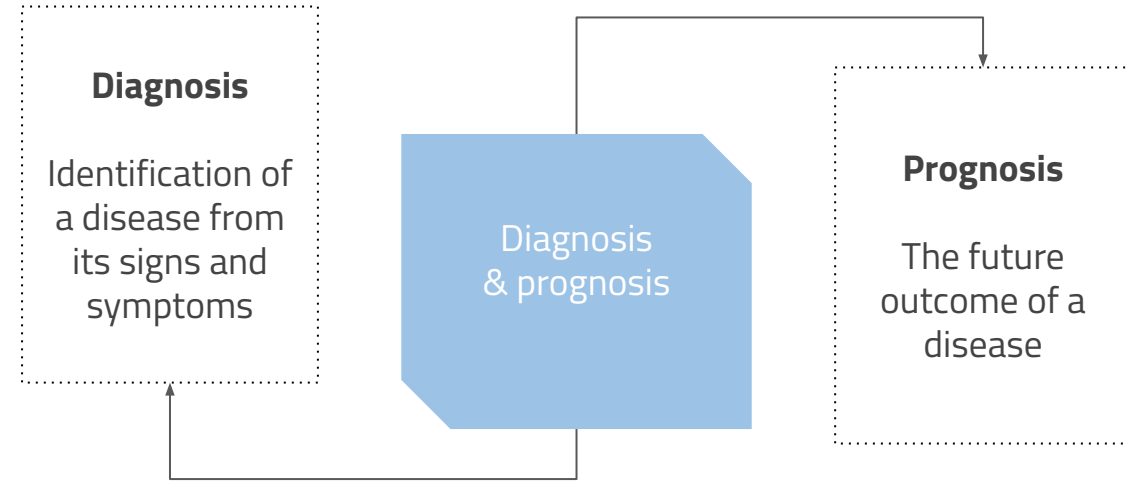 Diagnosis
Identification of
a disease from
its signs and
symptoms
Diagnosis
& prognosis
Prognosis
The future
outcome of a
disease